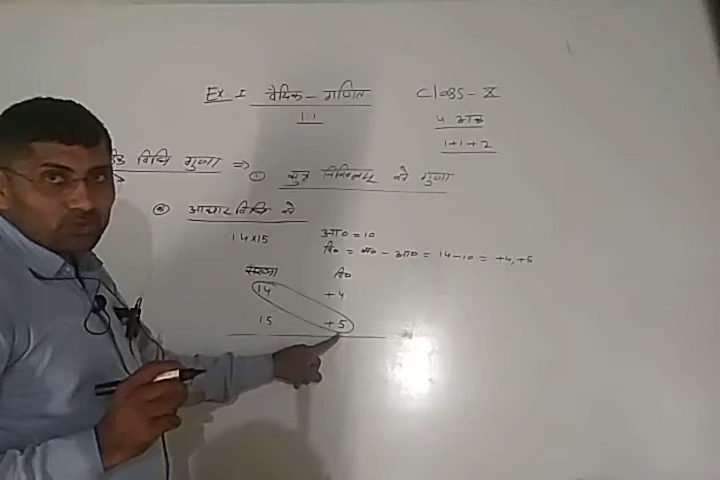 Ex I वैदिक - गणित Class - X
1.1 4 अंक
1+1+2
विधि गुणा ⇒ ① सूत्र निखिलम् से गुणा
आधार विधि से
14×15 आ० = 10
वि० = सं० - आ० = 14-10 = +4, +5
संख्या वि०
14 +4
15 +5